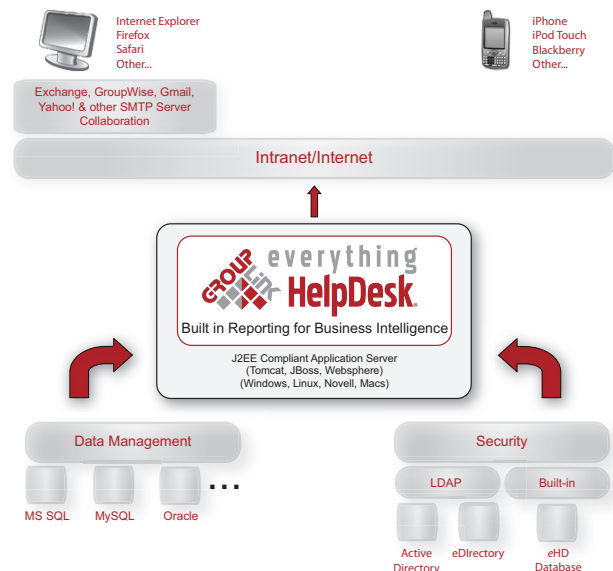 Internet Explorer
Firefox
Safari
Other...
iPhone
iPod Touch
Blackberry
Other...
Exchange, GroupWise, Gmail,
Yahoo! & other SMTP Server
Collaboration
Intranet/Internet
GROUP
Link
everything
HelpDesk.
Built in Reporting for Business Intelligence
J2EE Compliant Application Server
(Tomcat, JBoss, Websphere)
(Windows, Linux, Novell, Macs)
Data Management
MS SQL
MySQL
Oracle
...
Security
LDAP
Built-in
Active
Directory
eDIrectory
eHD
Database